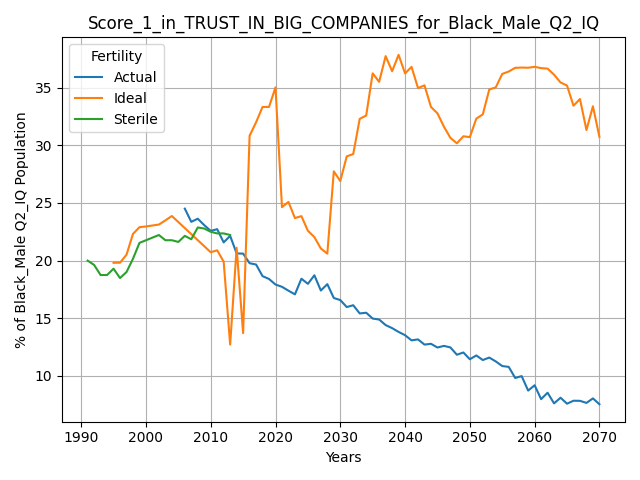 Score_1_in_TRUST_IN_BIG_COMPANIES_for_Black_Male_Q2_IQ
Fertility
Actual
Ideal
Sterile
% of Black_Male Q2_IQ Population
35
30
25
20
15
10
1990
2000
2010
2020
2030
2040
2050
2060
2070
Years